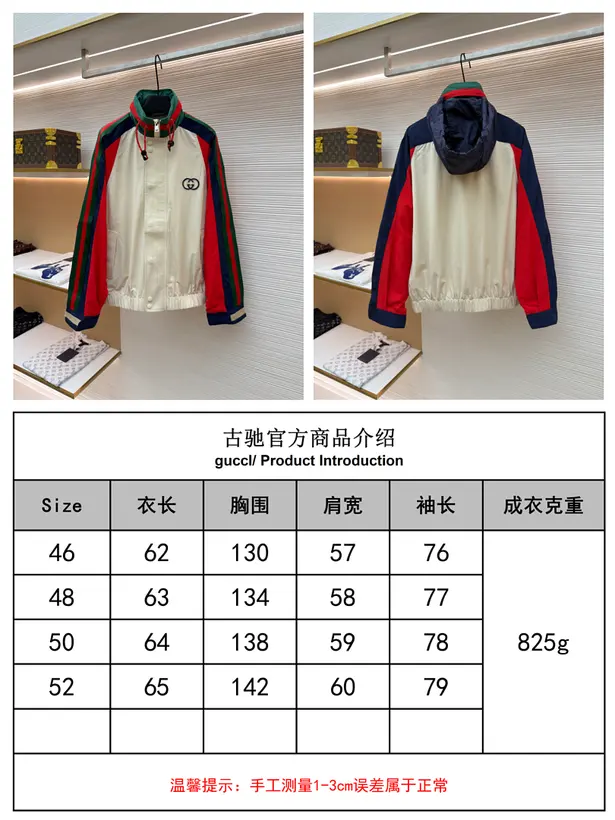 古驰官方商品介绍
guccl/ Product Introduction
Size 衣长 胸围 肩宽 袖长 成衣克重
46 62 130 57 76
48 63 134 58 77
50 64 138 59 78
52 65 142 60 79
825g
温馨提示: 手工测量1-3cm误差属于正常